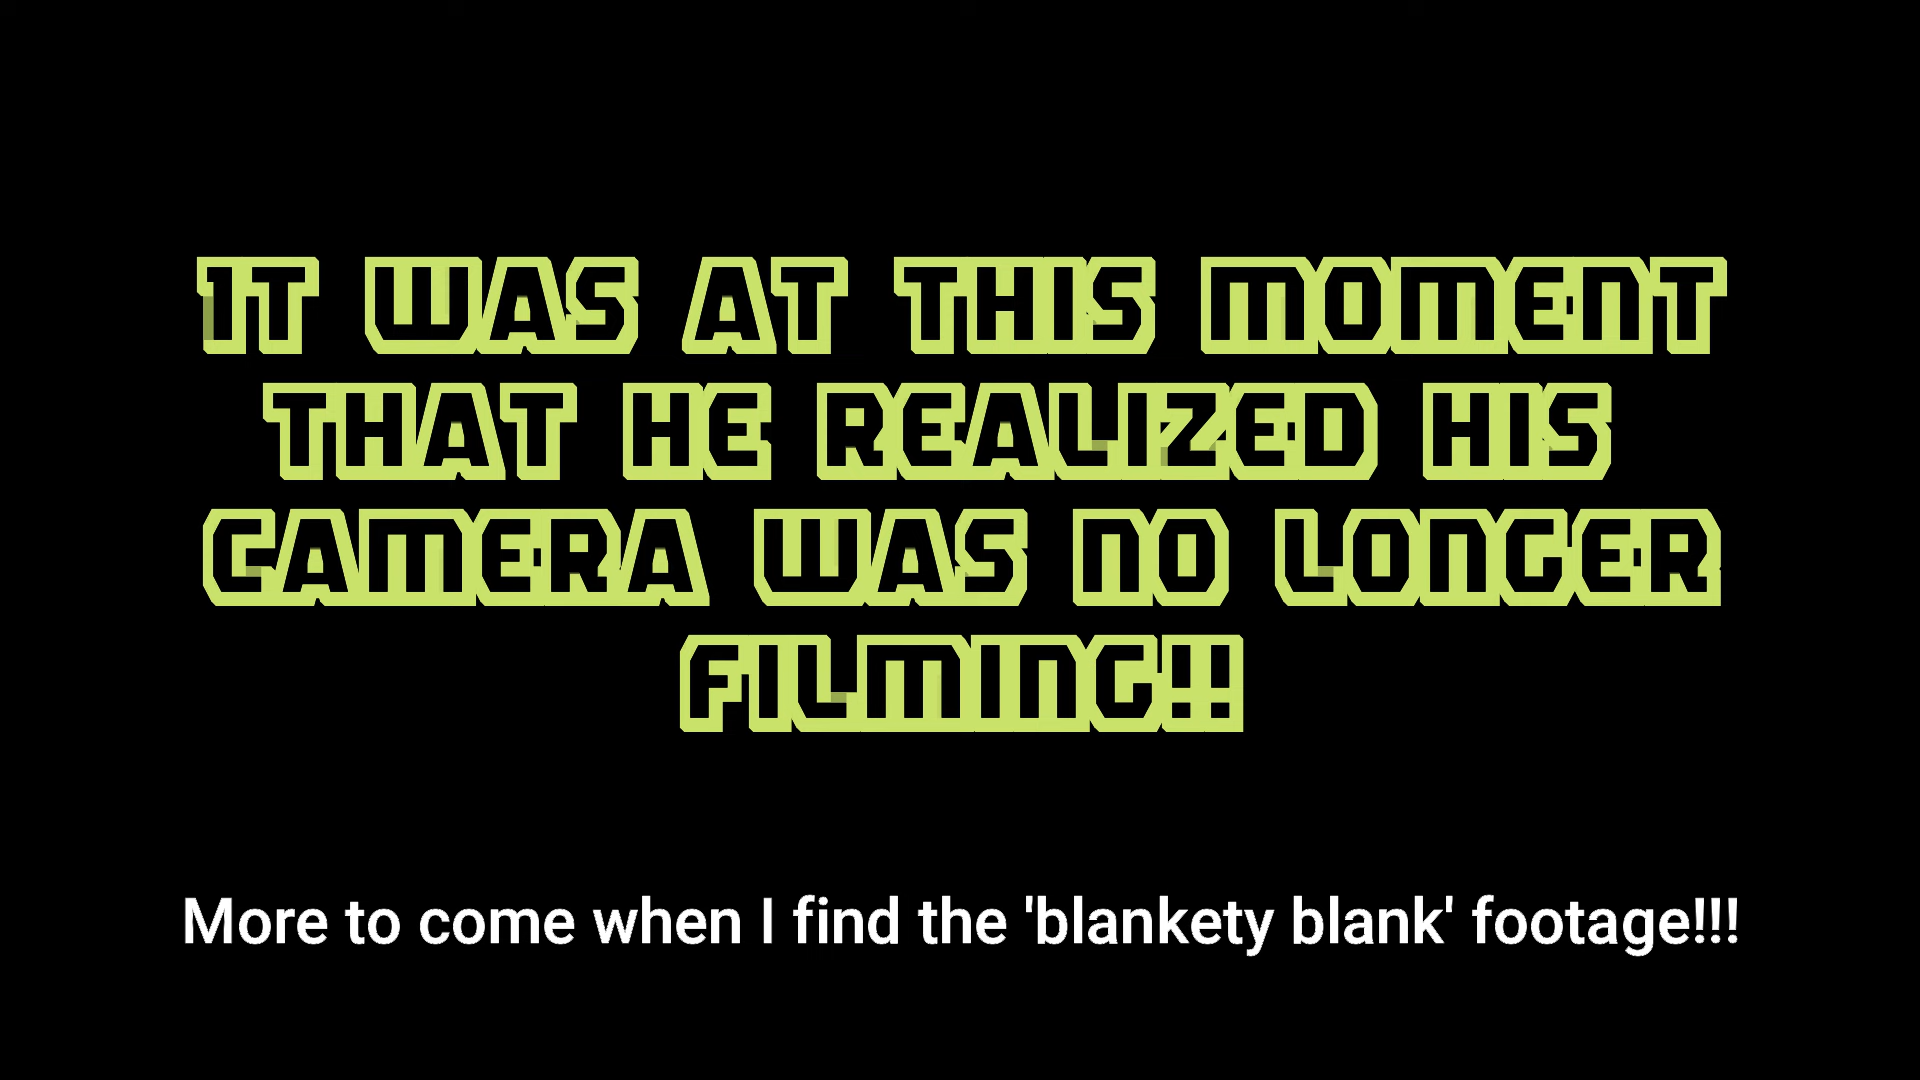 IT WAS AT THIS MOMENT
THAT HE REALIZED HIS
CAMERA WAS NO LONGER
FILMING!!
More to come when I find the 'blankety blank' footage!!!